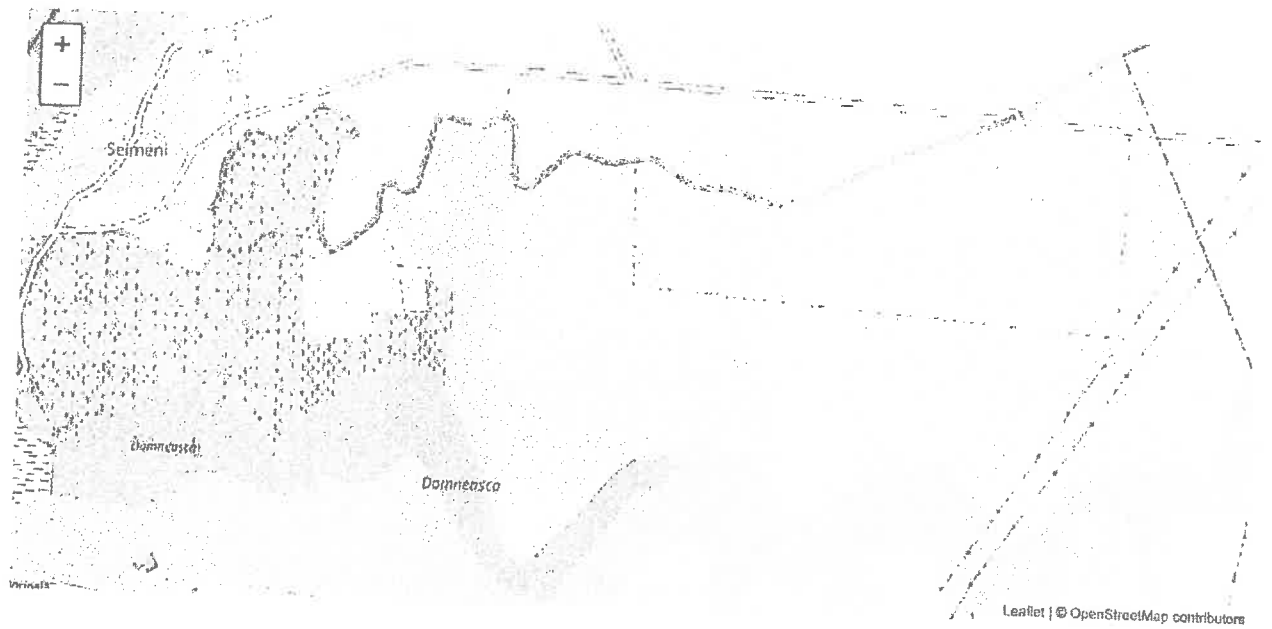 +
−
Seimeni
Domneasca
Domneasca
Leaflet | © OpenStreetMap contributors